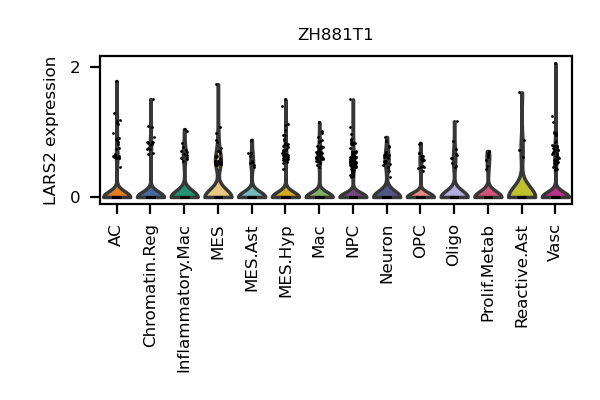 ZH881T1
LARS2 expression
2
0
AC
Chromatin.Reg
Inflammatory.Mac
MES
MES.Ast
MES.Hyp
Mac
NPC
Neuron
OPC
Oligo
Prolif.Metab
Reactive.Ast
Vasc